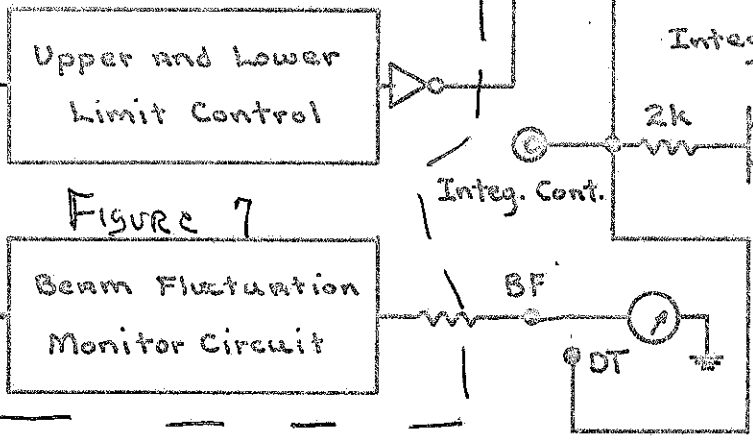 Upper and Lower
Limit Control
Integ
2k
Integ. Cont.
Figure 7
Beam Fluctuation
Monitor Circuit
BF
DT